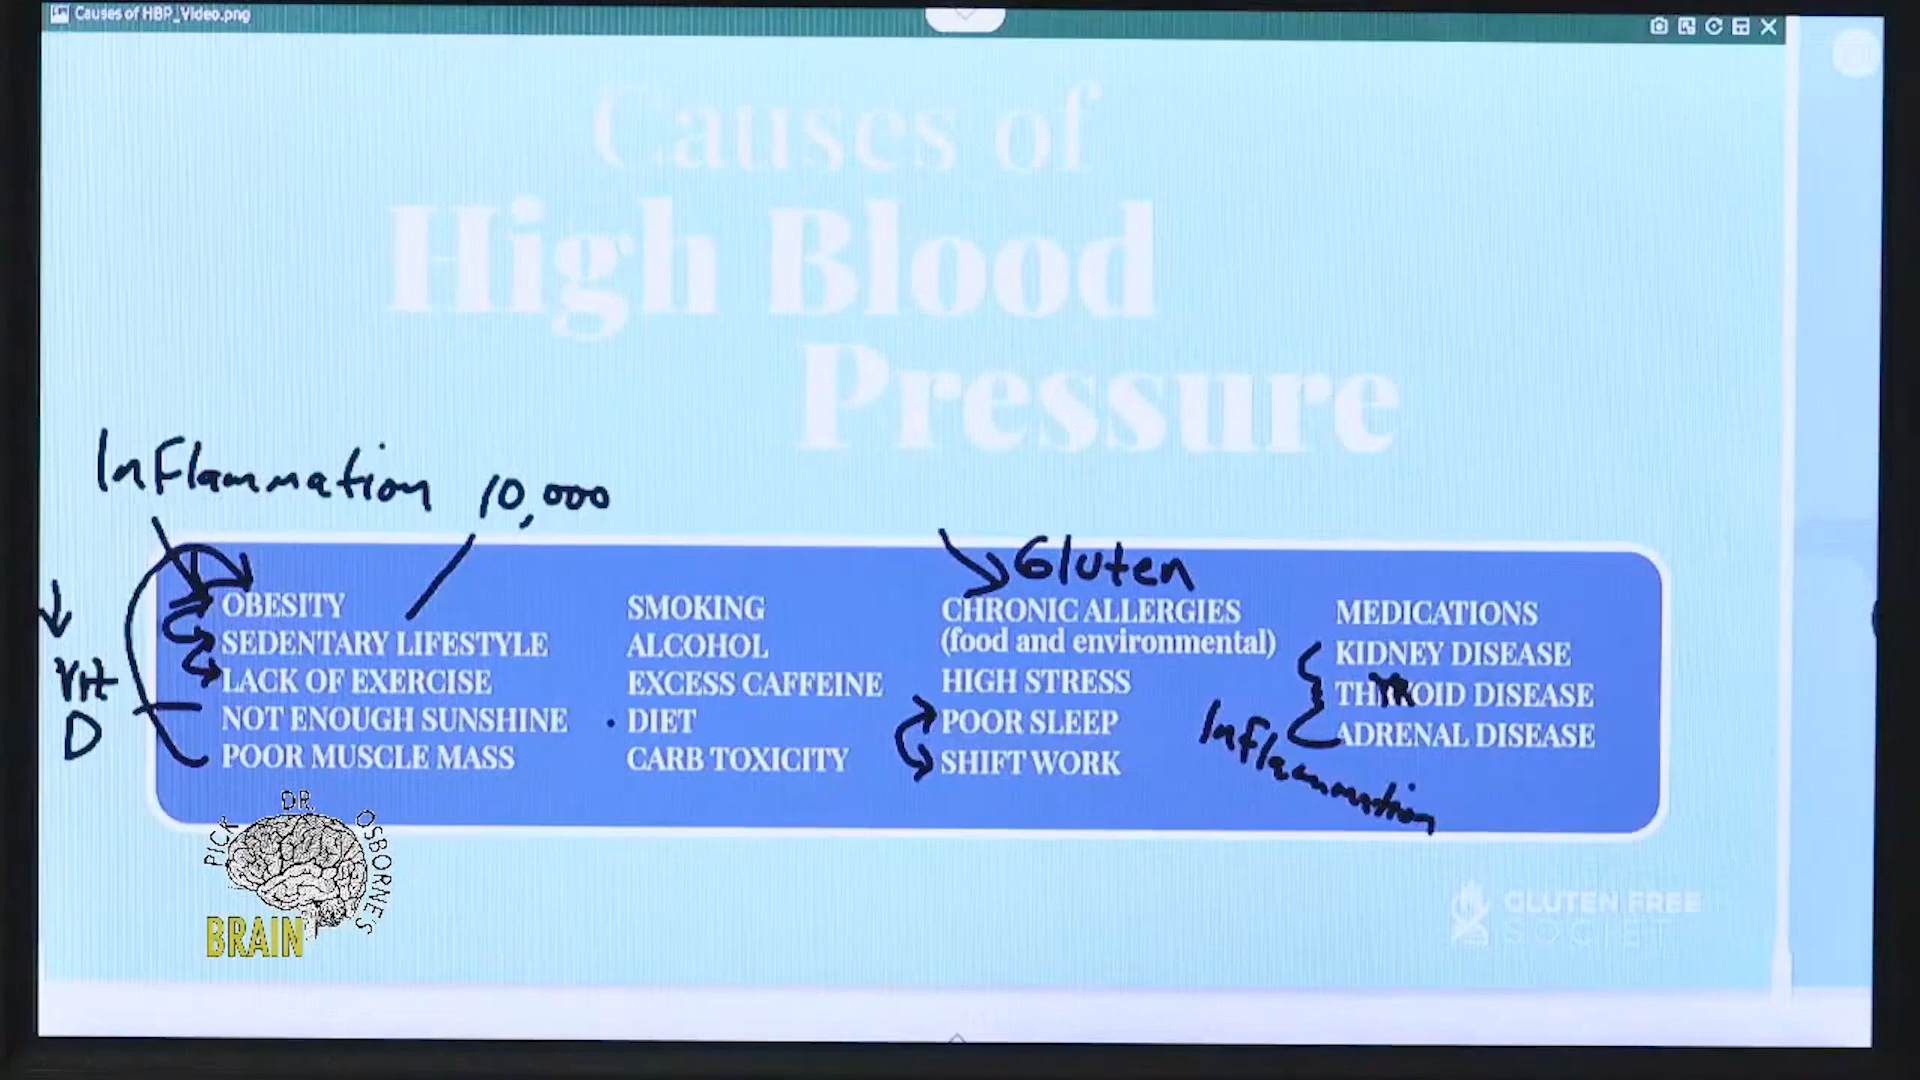 Causes of HBP_Video.png
Causes of
High Blood
Pressure
Inflammation
10,000
Gluten
OBESITY
SEDENTARY LIFESTYLE
LACK OF EXERCISE
NOT ENOUGH SUNSHINE
POOR MUSCLE MASS
Vit
D
SMOKING
ALCOHOL
EXCESS CAFFEINE
DIET
CARB TOXICITY
CHRONIC ALLERGIES
(food and environmental)
HIGH STRESS
POOR SLEEP
SHIFT WORK
MEDICATIONS
KIDNEY DISEASE
THYROID DISEASE
ADRENAL DISEASE
Inflammation
PICK DR. OSBORNE'S
BRAIN
GLUTEN FREE
SOCIETY